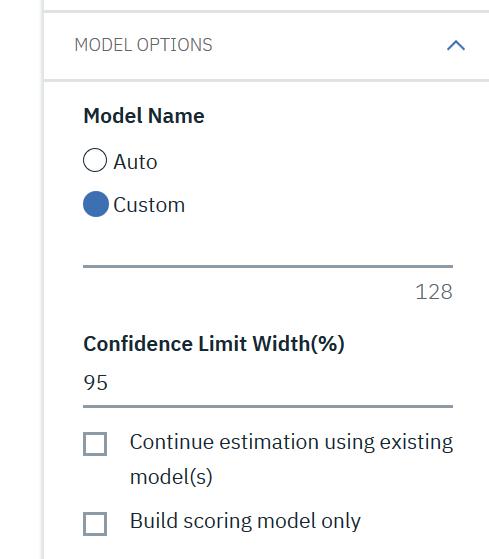 MODEL OPTIONS
Model Name
Auto
Custom
128
Confidence Limit Width(%)
95
Continue estimation using existing
model(s)
Build scoring model only